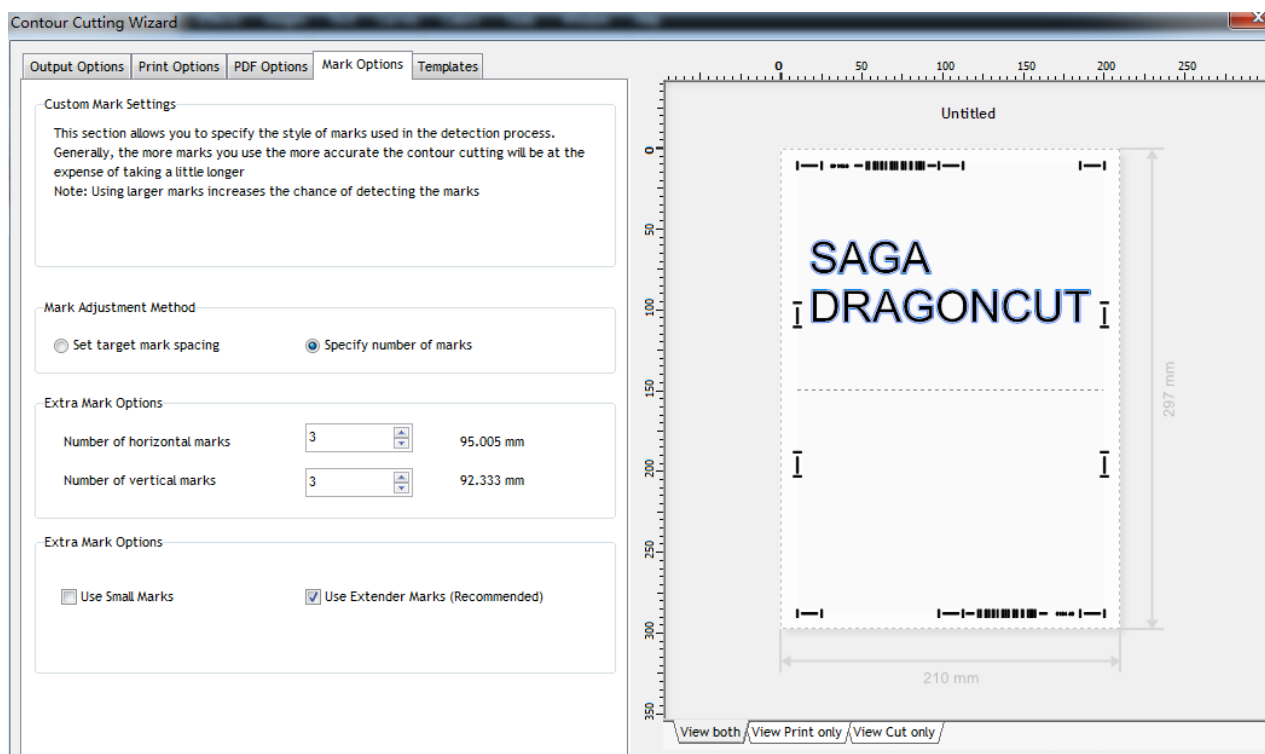 Contour Cutting Wizard
Output Options
Print Options
PDF Options
Mark Options
Templates
Custom Mark Settings
This section allows you to specify the style of marks used in the detection process.
Generally, the more marks you use the more accurate the contour cutting will be at the
expense of taking a little longer
Note: Using larger marks increases the chance of detecting the marks
Mark Adjustment Method
Set target mark spacing
Specify number of marks
Extra Mark Options
Number of horizontal marks
3
95.005 mm
Number of vertical marks
3
92.333 mm
Extra Mark Options
Use Small Marks
Use Extender Marks (Recommended)
0
50
100
150
200
250
Untitled
0
50
100
150
50
200
250
300
350
SAGA
DRAGONCUT
297 mm
210 mm
View both
View Print only
View Cut only